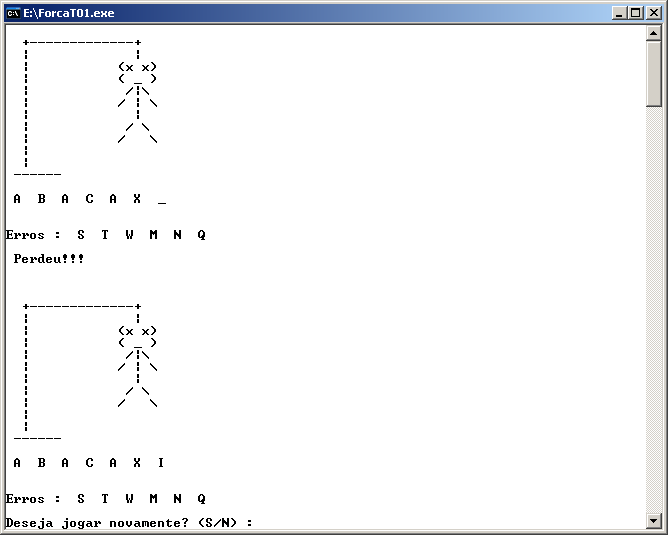 E:\ForcaT01.exe
A B A C A X _
Erros : S T W M N Q
Perdeu!!!
A B A C A X I
Erros : S T W M N Q
Deseja jogar novamente? (S/N) :